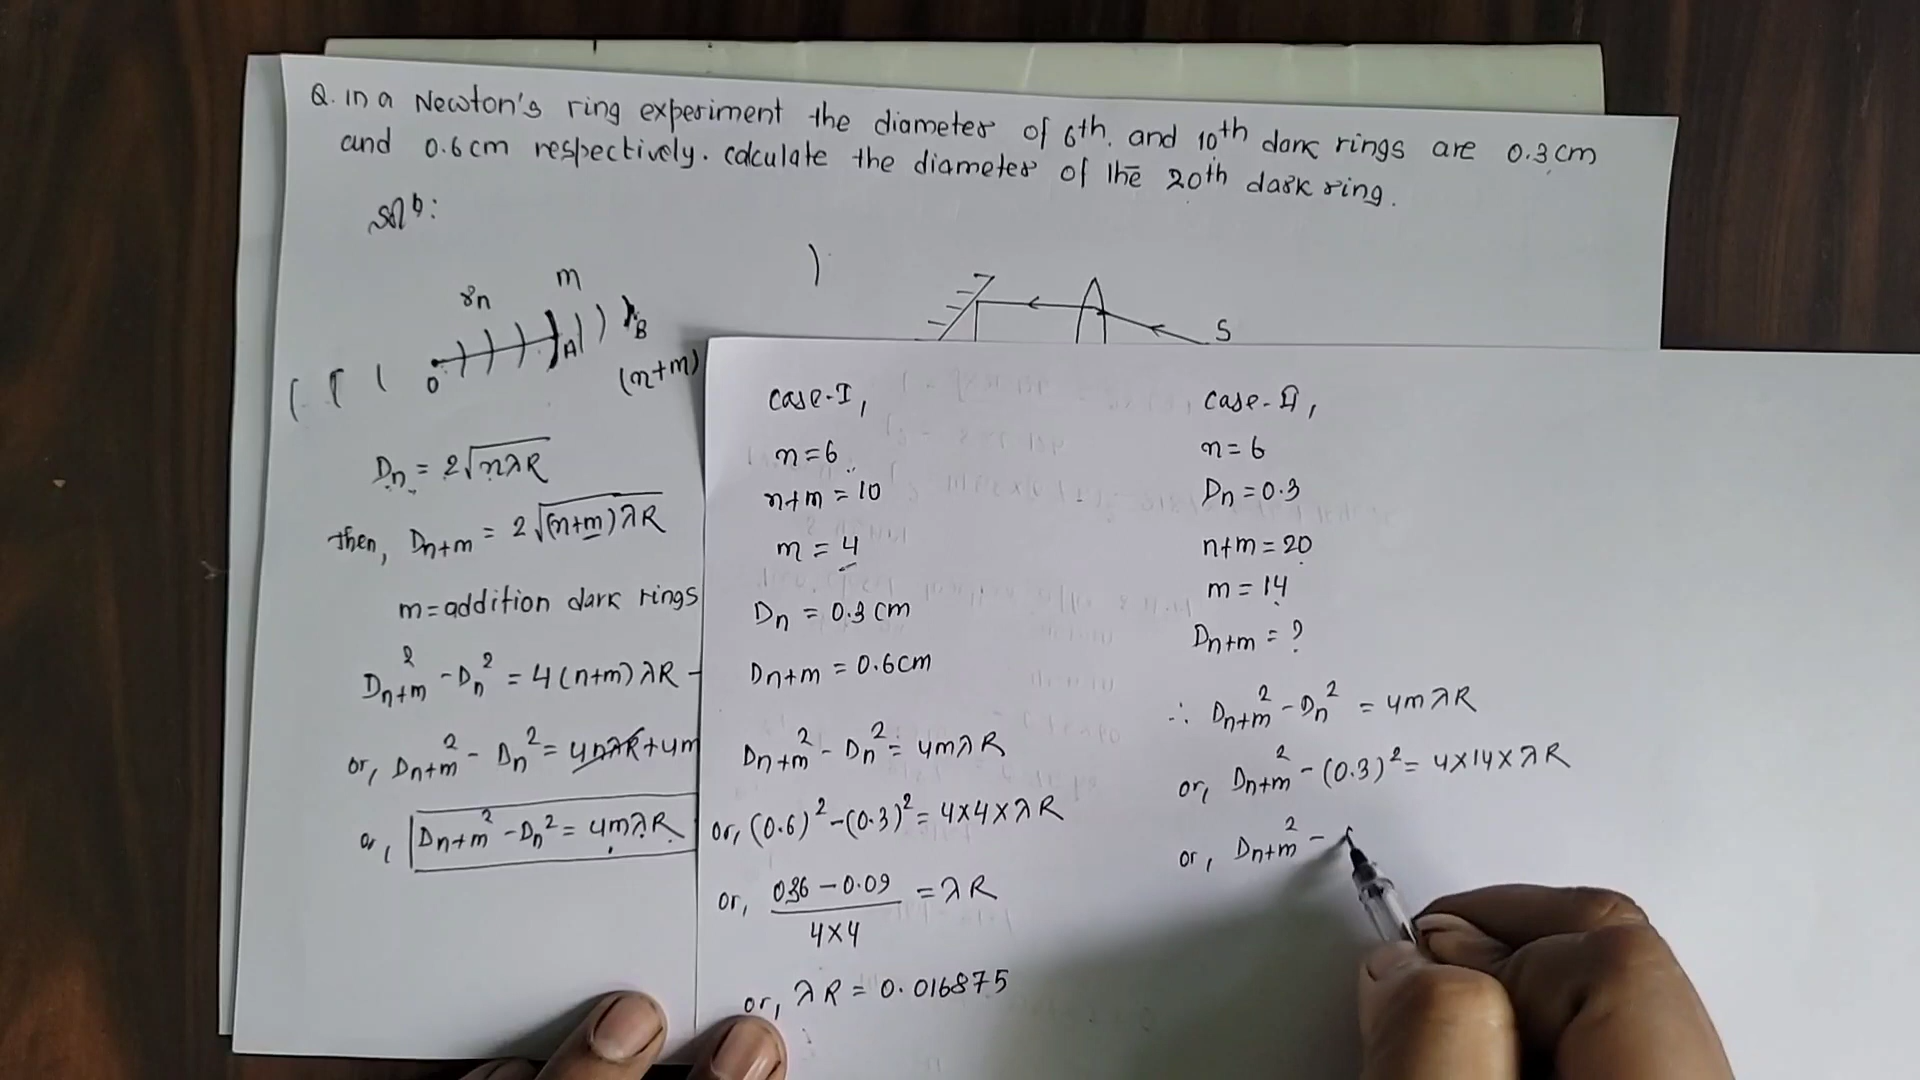 Q. In a Newton's ring experiment the diameter of 6th. and 10th dark rings are 0.3cm
and 0.6cm respectively. calculate the diameter of the 20th dark ring.
Solⁿ:
rn m
O A B
(n+m)
S
Dn = 2√nλR
then, Dn+m = 2√(n+m)λR
m=addition dark rings
Dn+m² - Dn² = 4(n+m)λR -
or, Dn+m² - Dn² = 4nλR+4m
or, Dn+m² - Dn² = 4mλR
case-I,
n=6
n+m = 10
m = 4
Dn = 0.3cm
Dn+m = 0.6cm
Dn+m² - Dn² = 4mλR
or, (0.6)² - (0.3)² = 4×4×λR
or, 036 - 0.09 / 4×4 = λR
or, λR = 0.016875
case-II,
n=6
Dn = 0.3
n+m = 20
m = 14
Dn+m = ?
∴ Dn+m² - Dn² = 4mλR
or, Dn+m² - (0.3)² = 4×14×λR
or, Dn+m² -